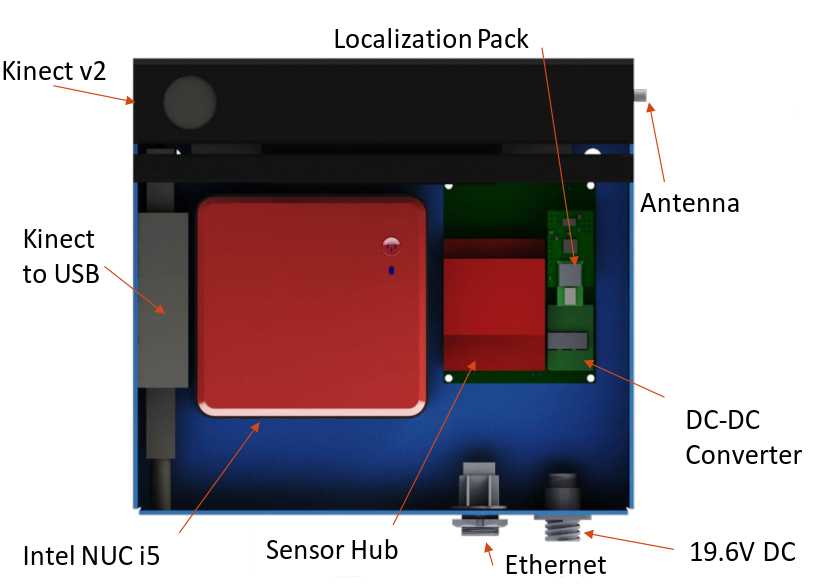 Localization Pack
Kinect v2
Antenna
Kinect
to USB
DC-DC
Converter
Intel NUC i5
Sensor Hub
Ethernet
19.6V DC